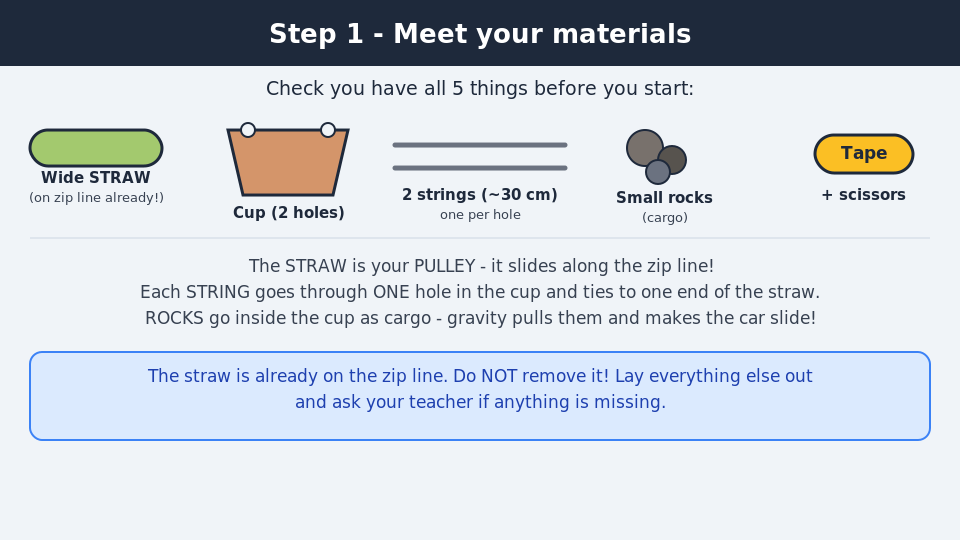 Step 1 - Meet your materials
Check you have all 5 things before you start:
Wide STRAW
(on zip line already!)
Cup (2 holes)
2 strings (~30 cm)
one per hole
Small rocks
(cargo)
Tape
+ scissors
The STRAW is your PULLEY - it slides along the zip line!
Each STRING goes through ONE hole in the cup and ties to one end of the straw.
ROCKS go inside the cup as cargo - gravity pulls them and makes the car slide!
The straw is already on the zip line. Do NOT remove it! Lay everything else out
and ask your teacher if anything is missing.